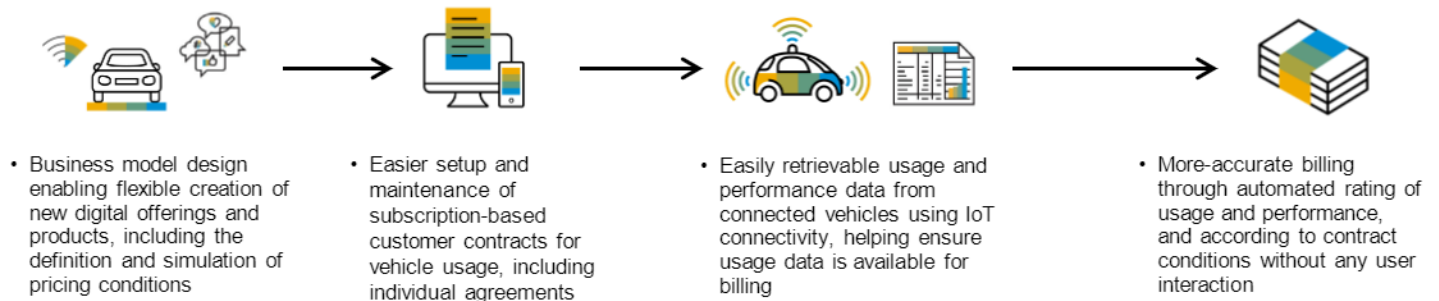 • Business model design
enabling flexible creation of
new digital offerings and
products, including the
definition and simulation of
pricing conditions
• Easier setup and
maintenance of
subscription-based
customer contracts for
vehicle usage, including
individual agreements
• Easily retrievable usage and
performance data from
connected vehicles using IoT
connectivity, helping ensure
usage data is available for
billing
• More-accurate billing
through automated rating of
usage and performance,
and according to contract
conditions without any user
interaction